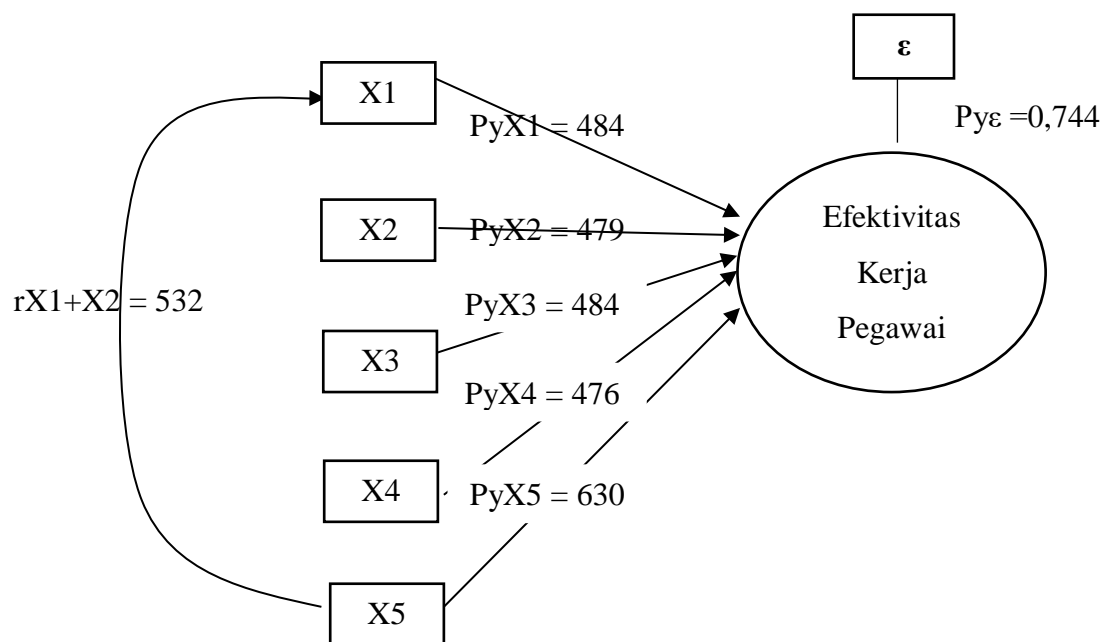 ε
Pyε =0,744
X1
PyX1 = 484
X2
PyX2 = 479
Efektivitas
Kerja
Pegawai
rX1+X2 = 532
PyX3 = 484
X3
PyX4 = 476
X4
PyX5 = 630
X5